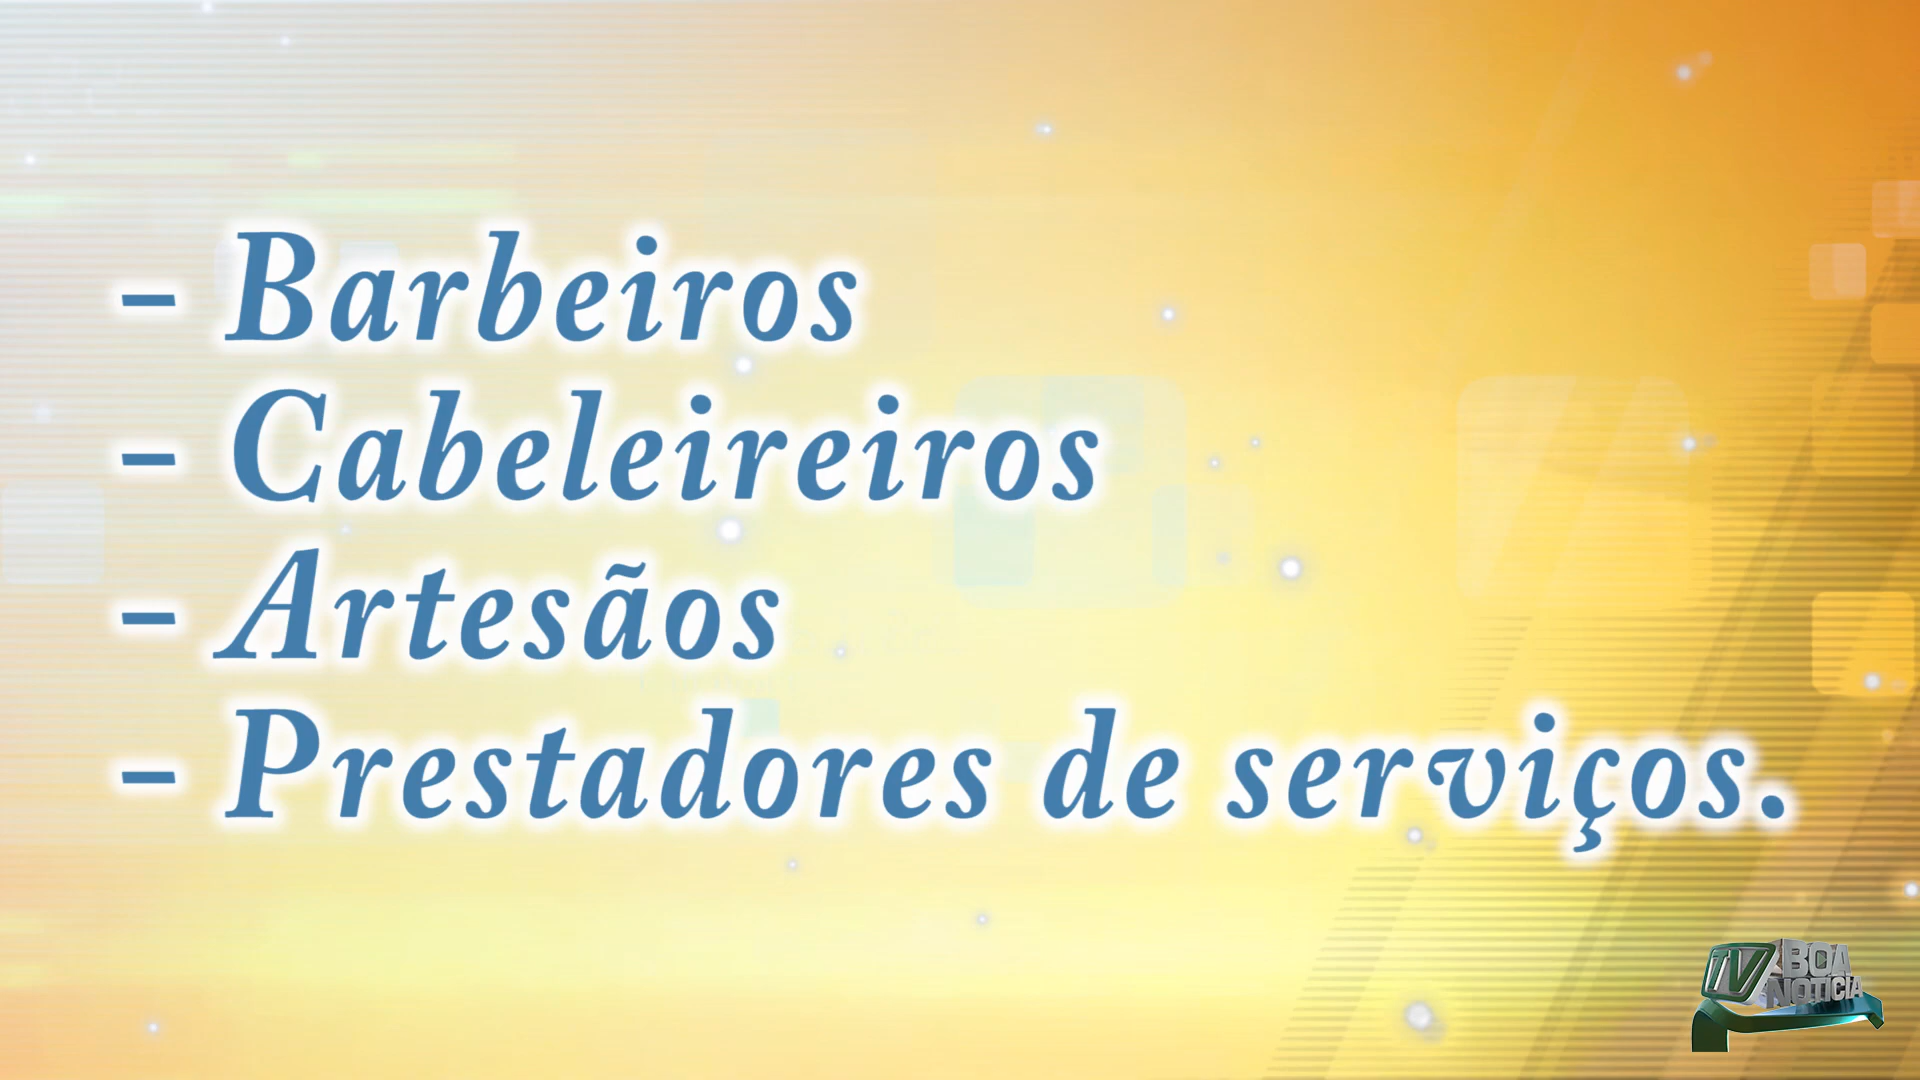 - Barbeiros
- Cabeleireiros
- Artesãos
- Prestadores de serviços.
TV BOA
NOTÍCIA